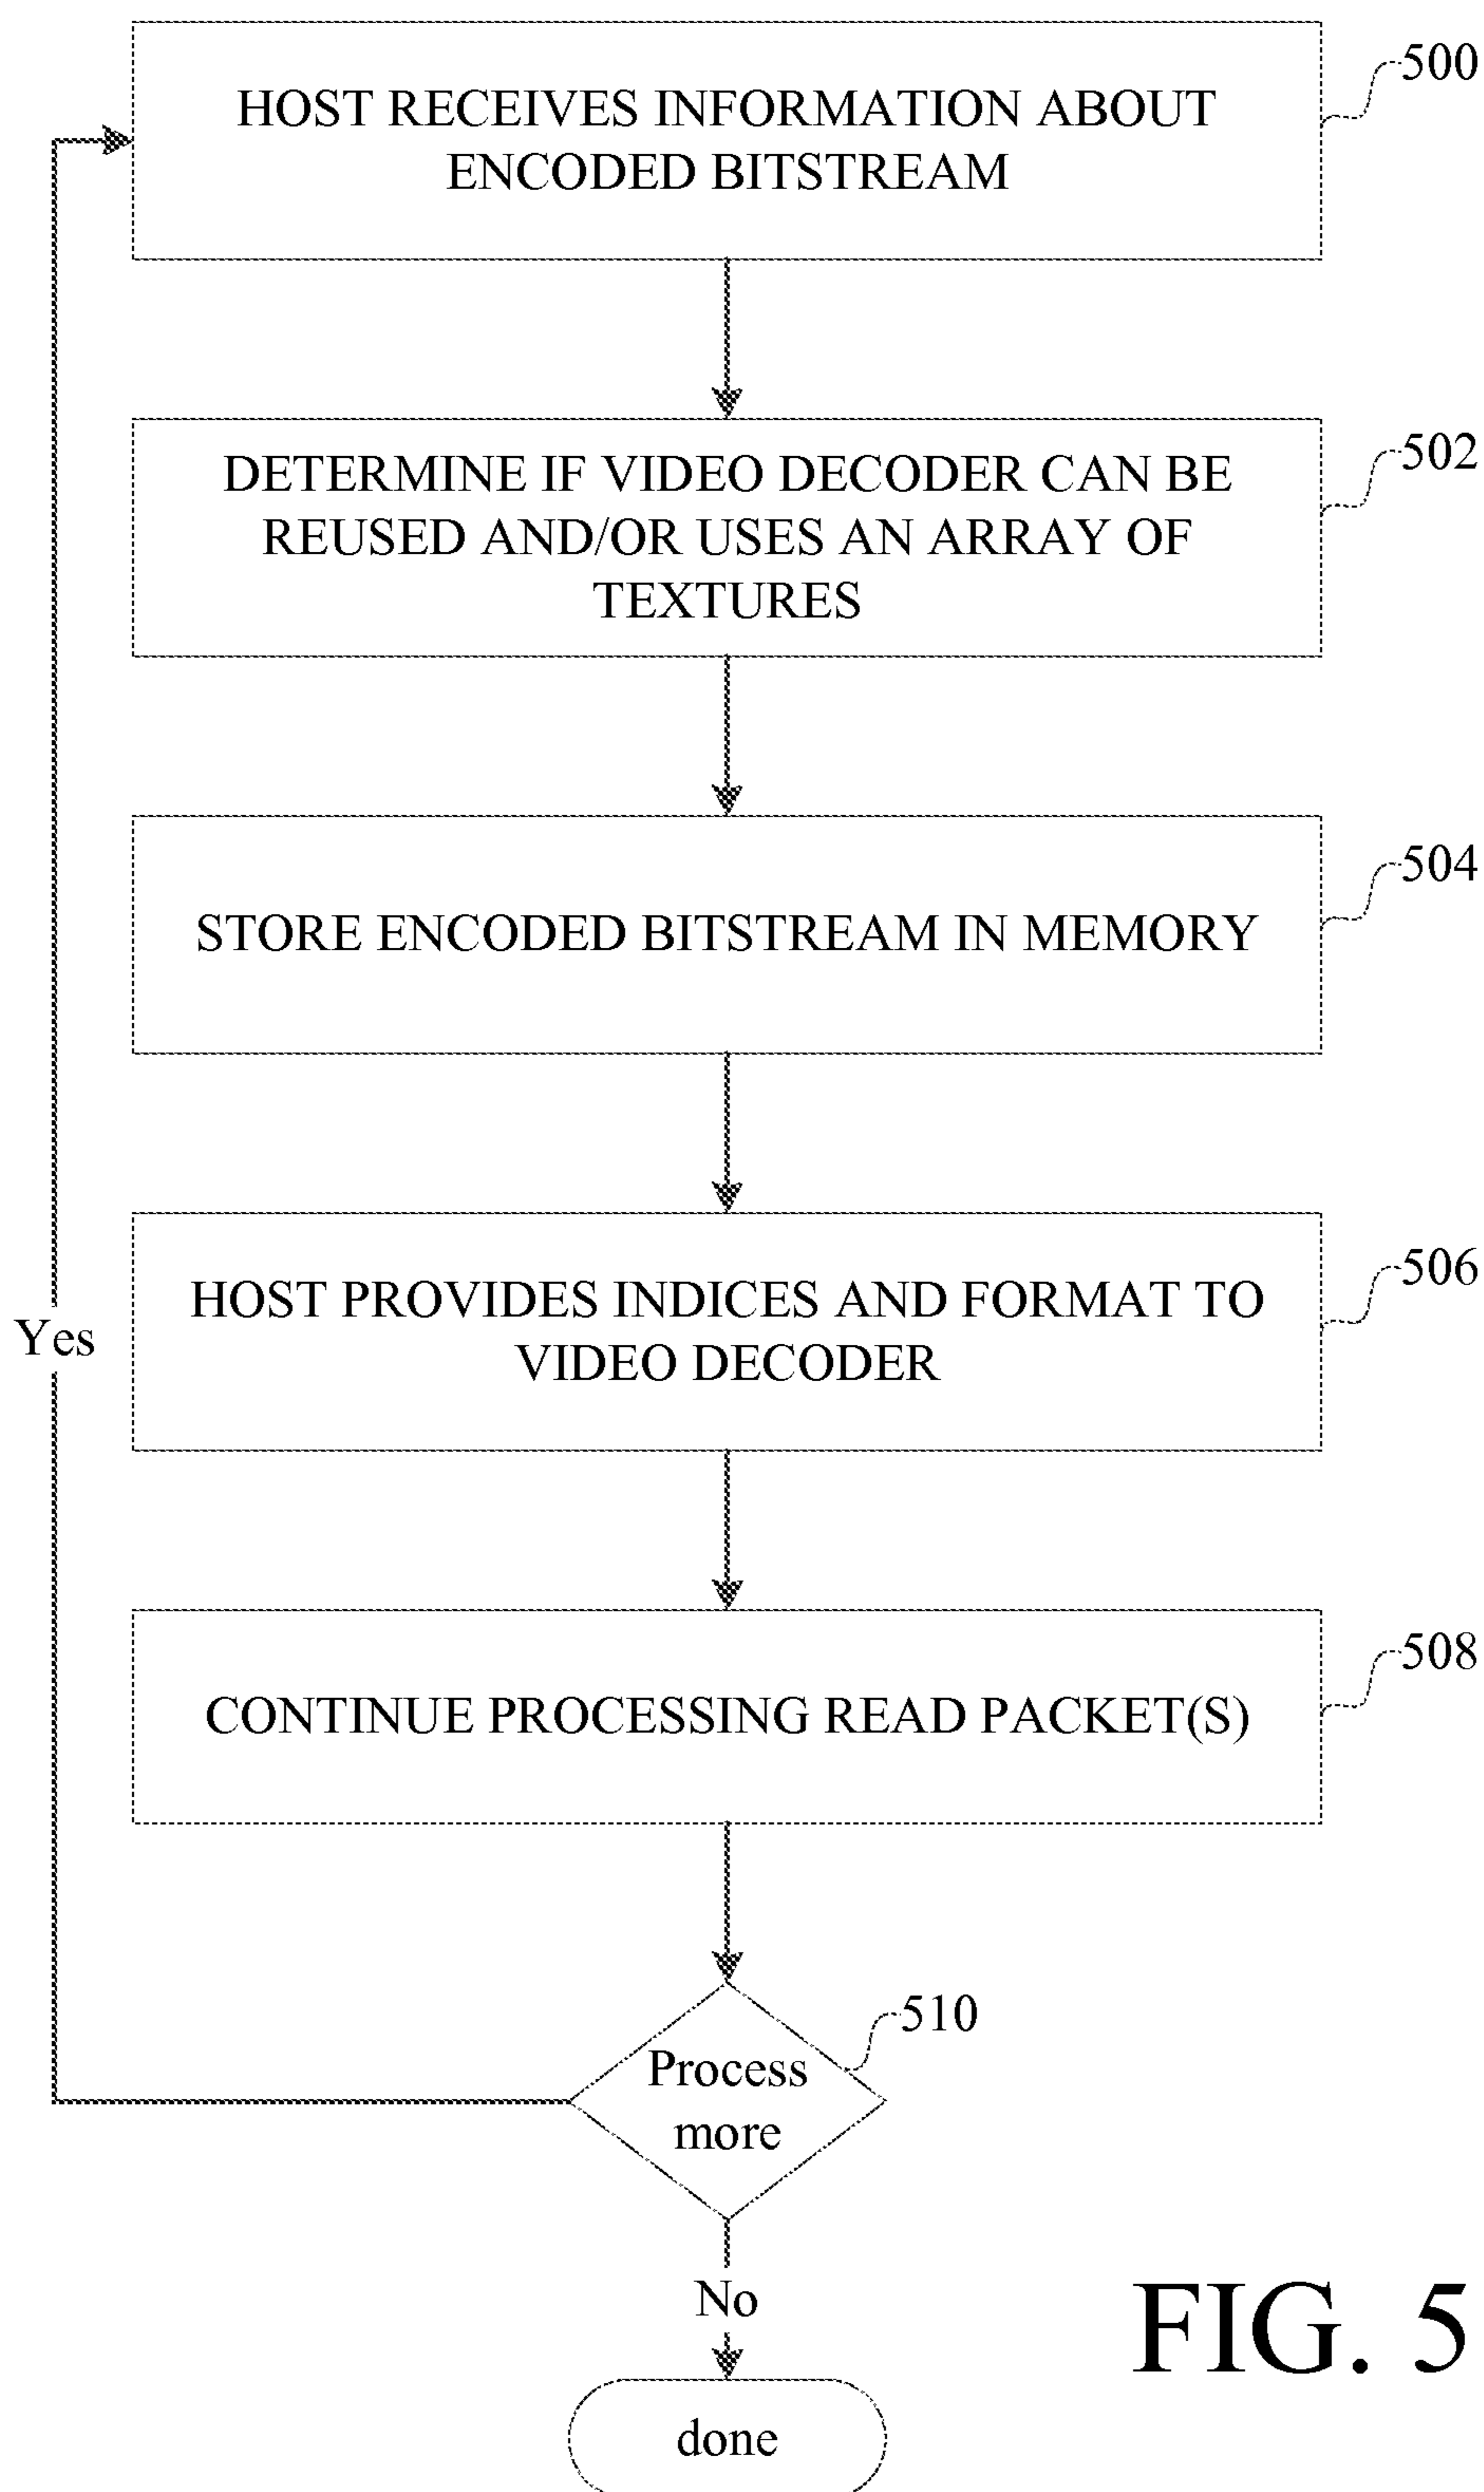 500
HOST RECEIVES INFORMATION ABOUT
ENCODED BITSTREAM
502
DETERMINE IF VIDEO DECODER CAN BE
REUSED AND/OR USES AN ARRAY OF
TEXTURES
504
STORE ENCODED BITSTREAM IN MEMORY
506
HOST PROVIDES INDICES AND FORMAT TO
VIDEO DECODER
Yes
508
CONTINUE PROCESSING READ PACKET(S)
510
Process
more
No
done
FIG. 5